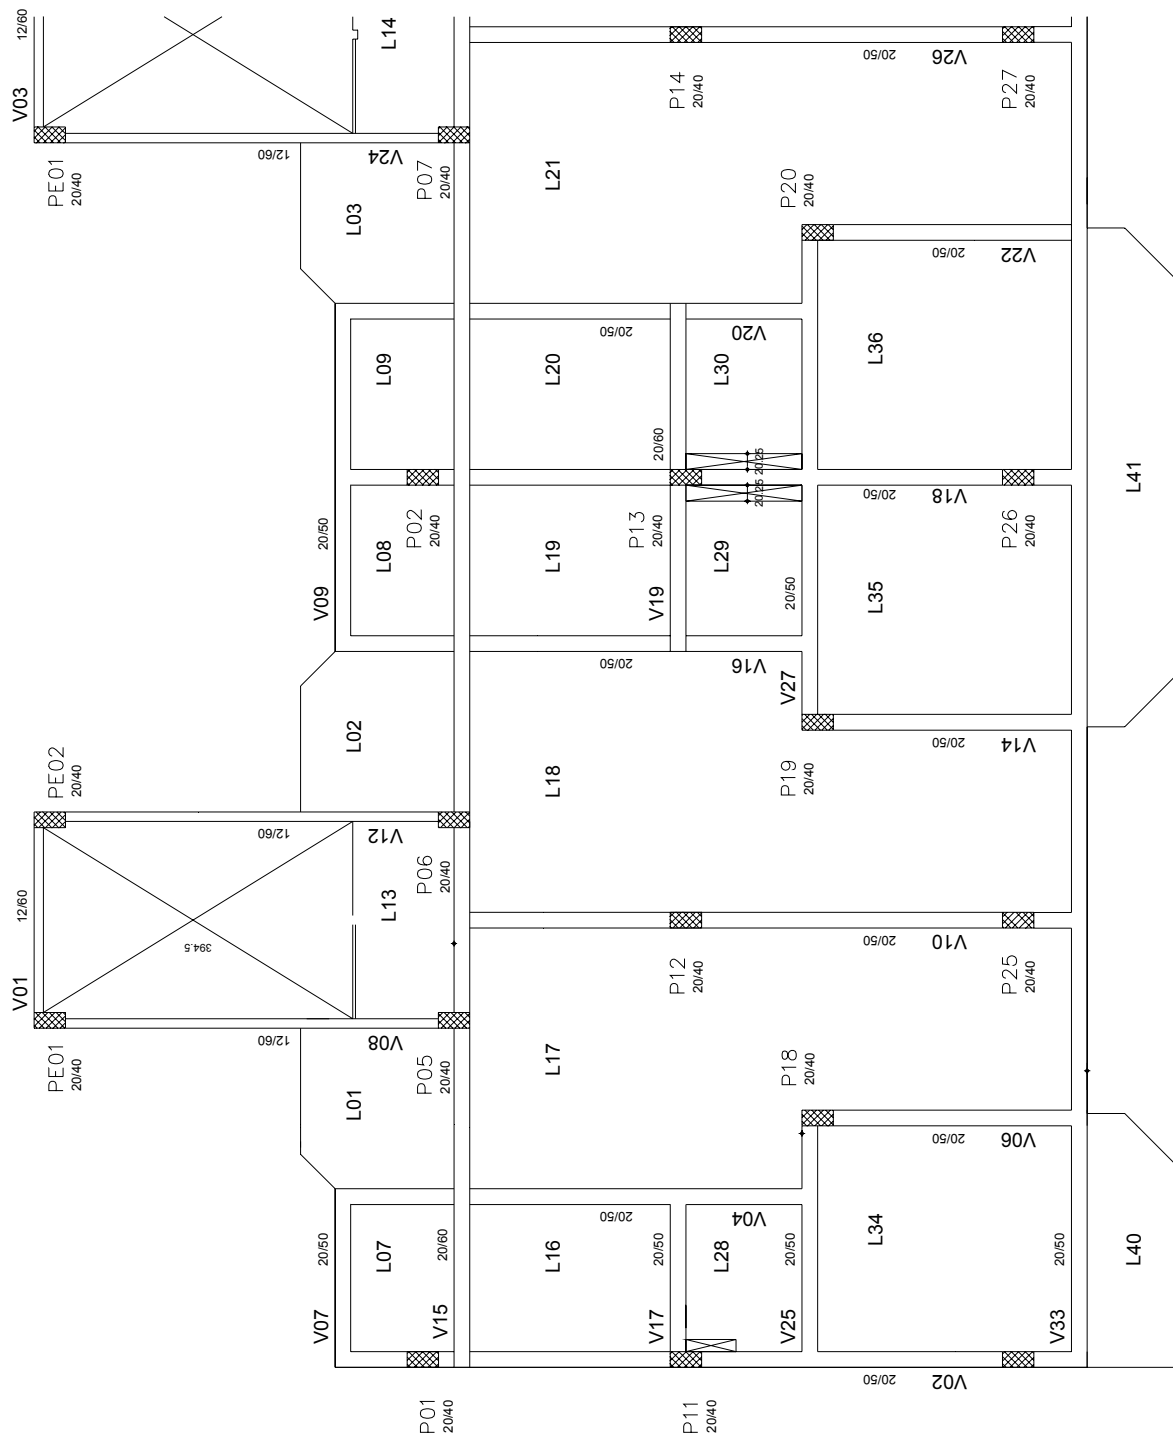 12/60
V03
L14
PE01
20/40
12/60
V24
P07
20/40
L03
P14
20/40
20/50
V26
P27
20/40
L21
P20
20/40
20/50
V22
L09
20/50
L20
20/60
V20
L30
L36
20/50
V09
L08
P02
20/40
L19
P13
20/40
V19
20.25
20.25
L29
20/50
20/50
V18
P26
20/40
L35
L41
20/50
V16
V27
L02
PE02
20/40
L18
P19
20/40
20/50
V14
12/60
V12
P06
20/40
12/60
L13
394.5
V01
P12
20/40
20/50
V10
P25
20/40
PE01
20/40
12/60
V08
P05
20/40
L01
L17
P18
20/40
20/50
V06
20/50
V07
L07
20/60
V15
L16
20/50
20/50
V17
V04
L28
20/50
V25
L34
20/50
V33
L40
P01
20/40
P11
20/40
20/50
V02